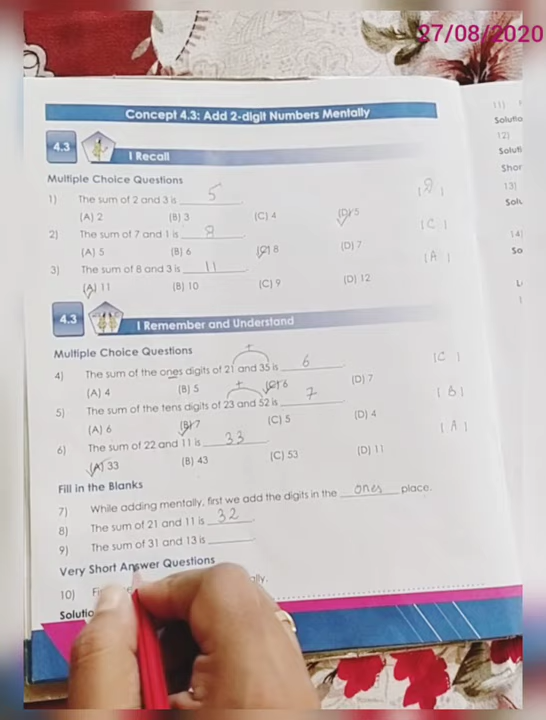 27/08/2020
Concept 4.3: Add 2-digit Numbers Mentally
4.3 I Recall
Multiple Choice Questions
1) The sum of 2 and 3 is 5
(A) 2 (B) 3 (C) 4 (D) 5
2) The sum of 7 and 1 is 8 [C]
(A) 5 (B) 6 (C) 8 (D) 7
3) The sum of 8 and 3 is 11 [A]
(A) 11 (B) 10 (C) 9 (D) 12
4.3 I Remember and Understand
Multiple Choice Questions
4) The sum of the ones digits of 21 and 35 is 6 [C]
(A) 4 (B) 5 (C) 6 (D) 7
5) The sum of the tens digits of 23 and 52 is 7 [B]
(A) 6 (B) 7 (C) 5 (D) 4
6) The sum of 22 and 11 is 33 [A]
(A) 33 (B) 43 (C) 53 (D) 11
Fill in the Blanks
7) While adding mentally, first we add the digits in the ones place.
8) The sum of 21 and 11 is 32
9) The sum of 31 and 13 is
Very Short Answer Questions
10)
11)
12)
13)
14)